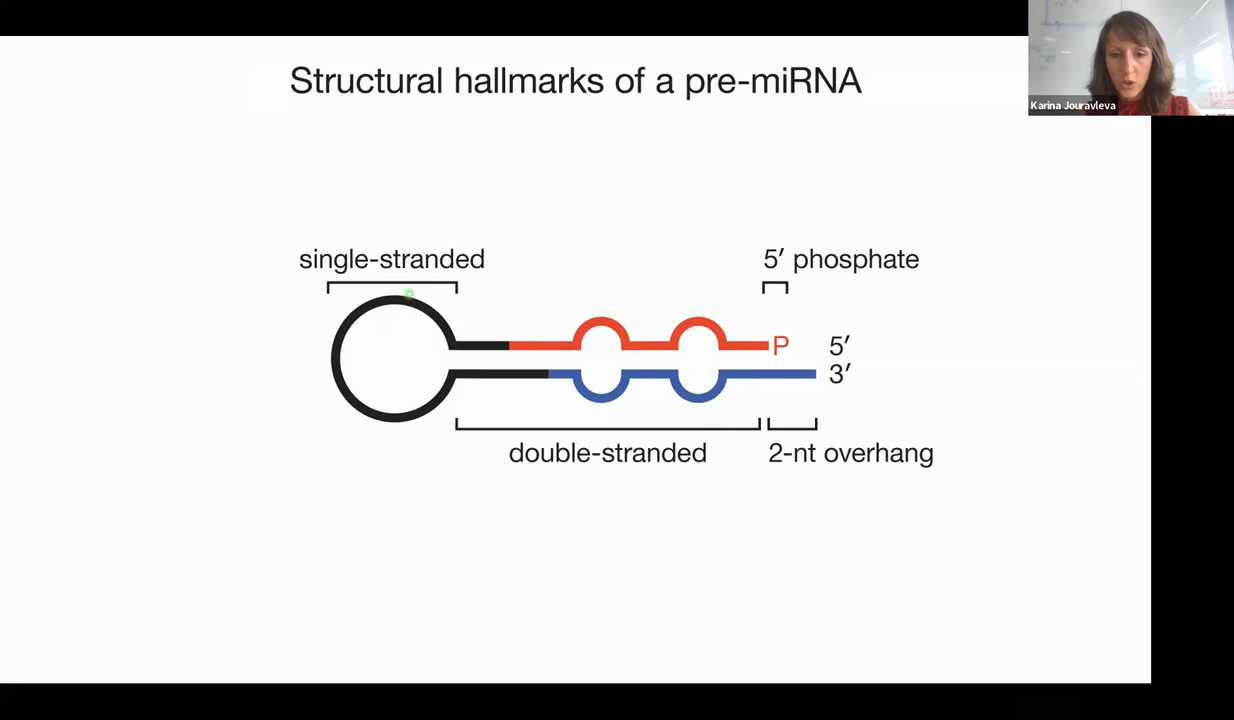 Structural hallmarks of a pre-miRNA
Karina Jouravleva
single-stranded
5′ phosphate
P
5′
3′
double-stranded
2-nt overhang